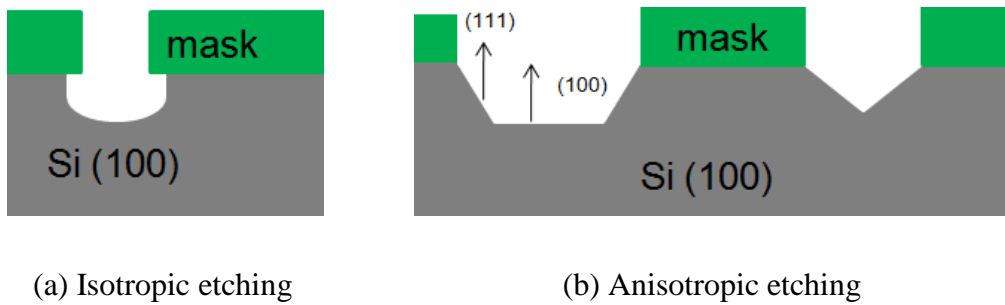 mask
Si (100)
(a) Isotropic etching
(111)
(100)
mask
Si (100)
(b) Anisotropic etching